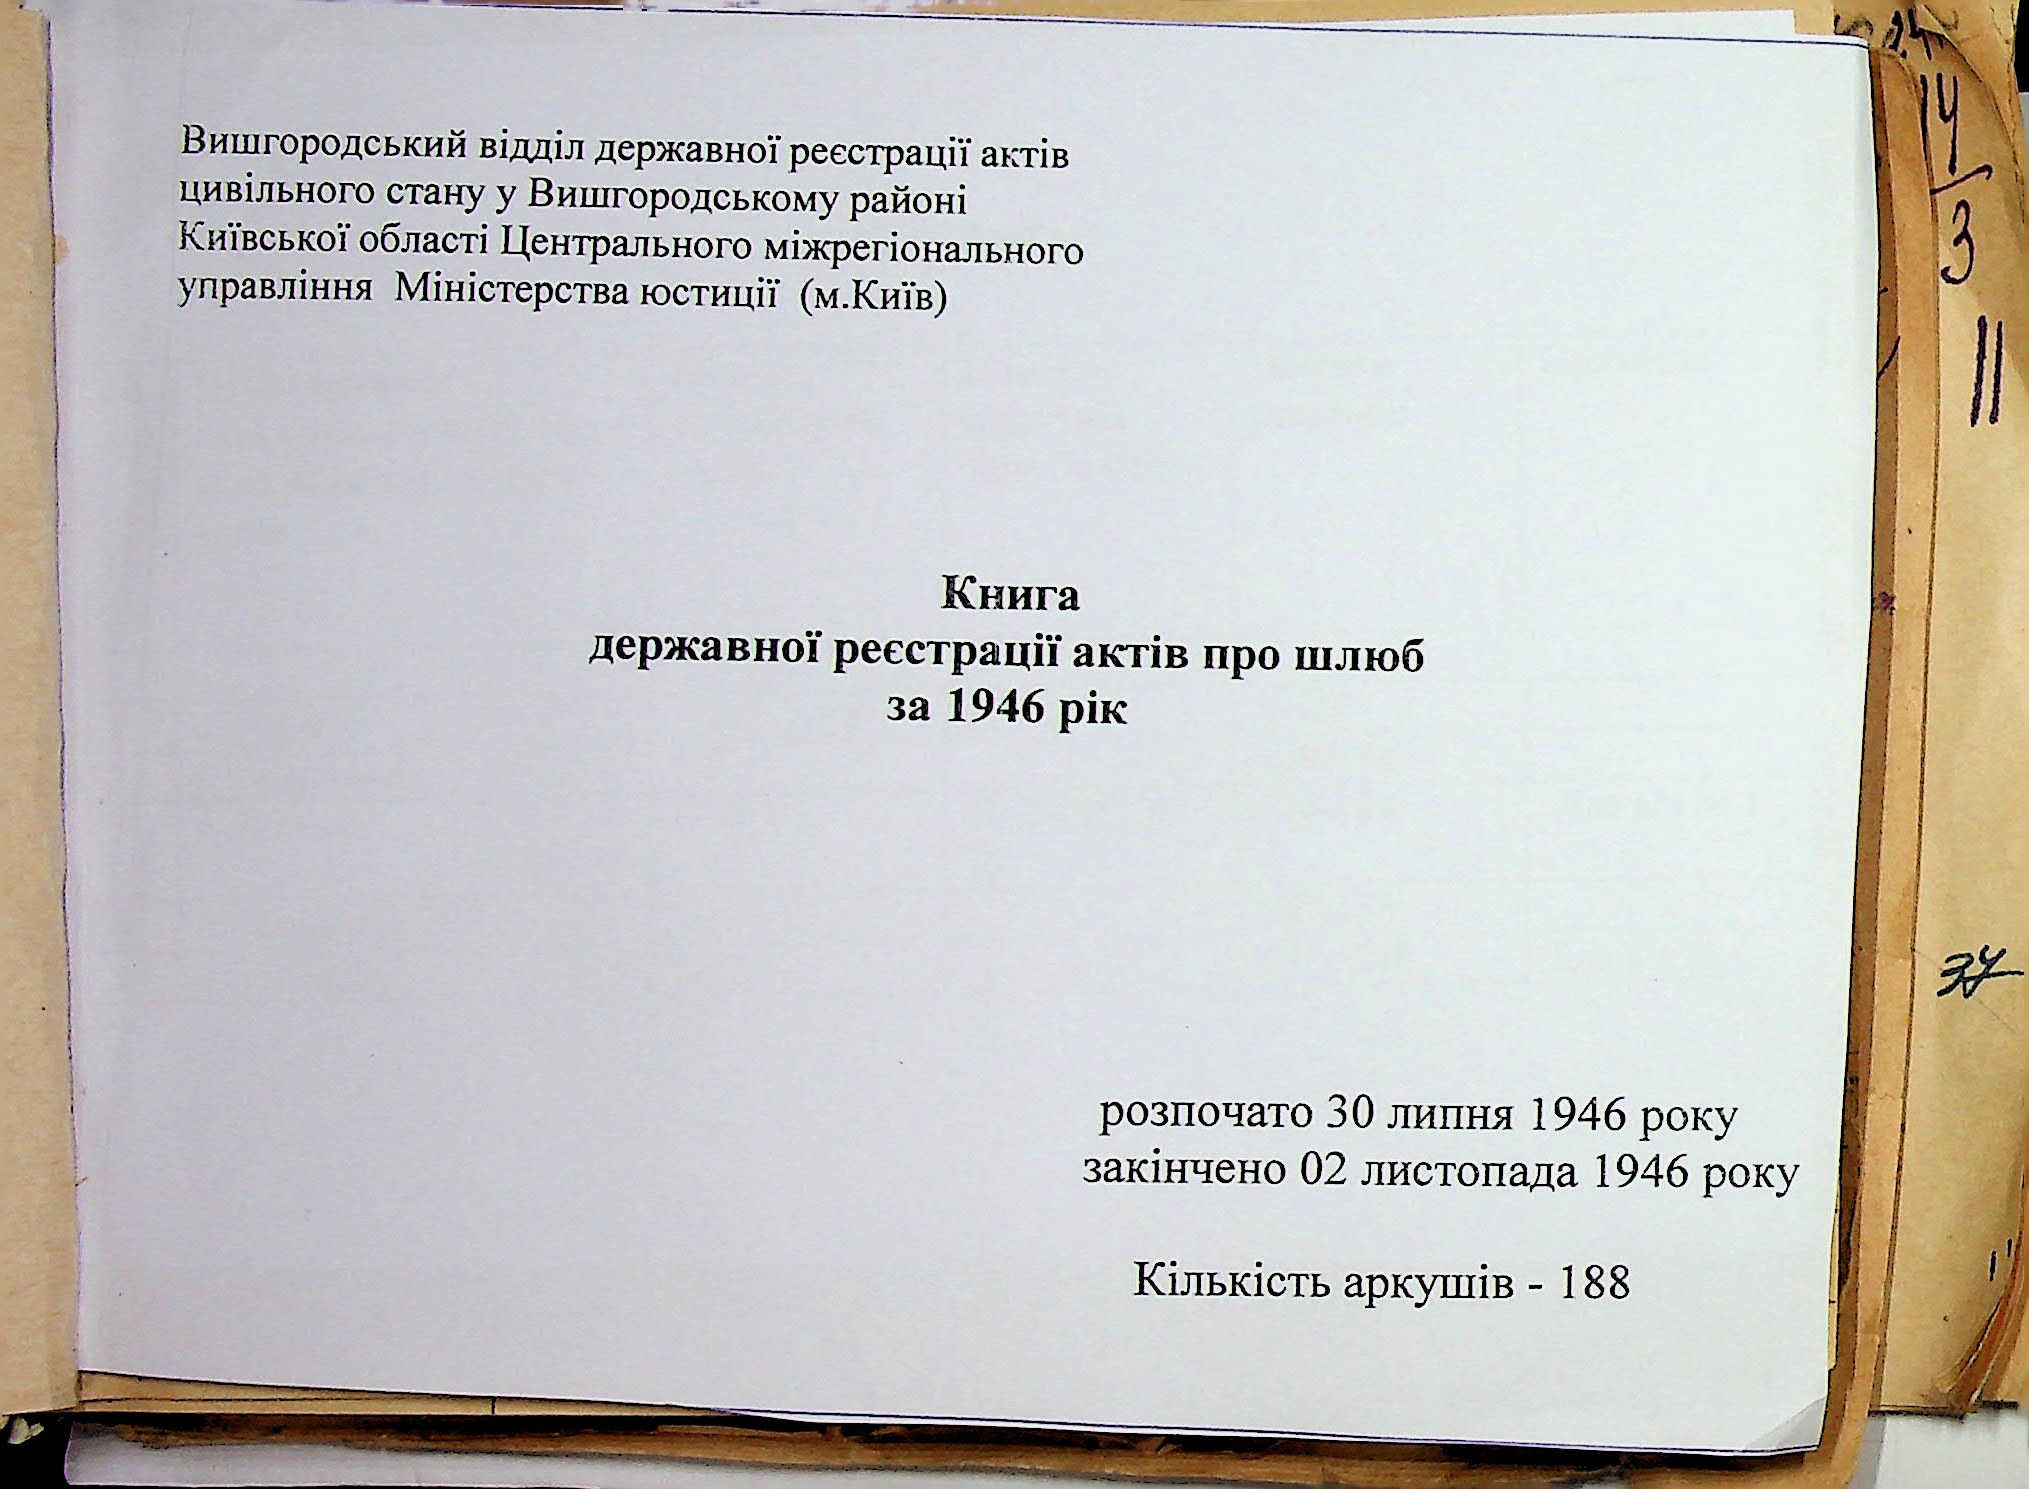 Вишгородський відділ державної реєстрації актів
цивільного стану у Вишгородському районі
Київської області Центрального міжрегіонального
управління Міністерства юстиції (м.Київ)
Книга
державної реєстрації актів про шлюб
за 1946 рік
розпочато 30 липня 1946 року
закінчено 02 листопада 1946 року
Кількість аркушів - 188
3
11